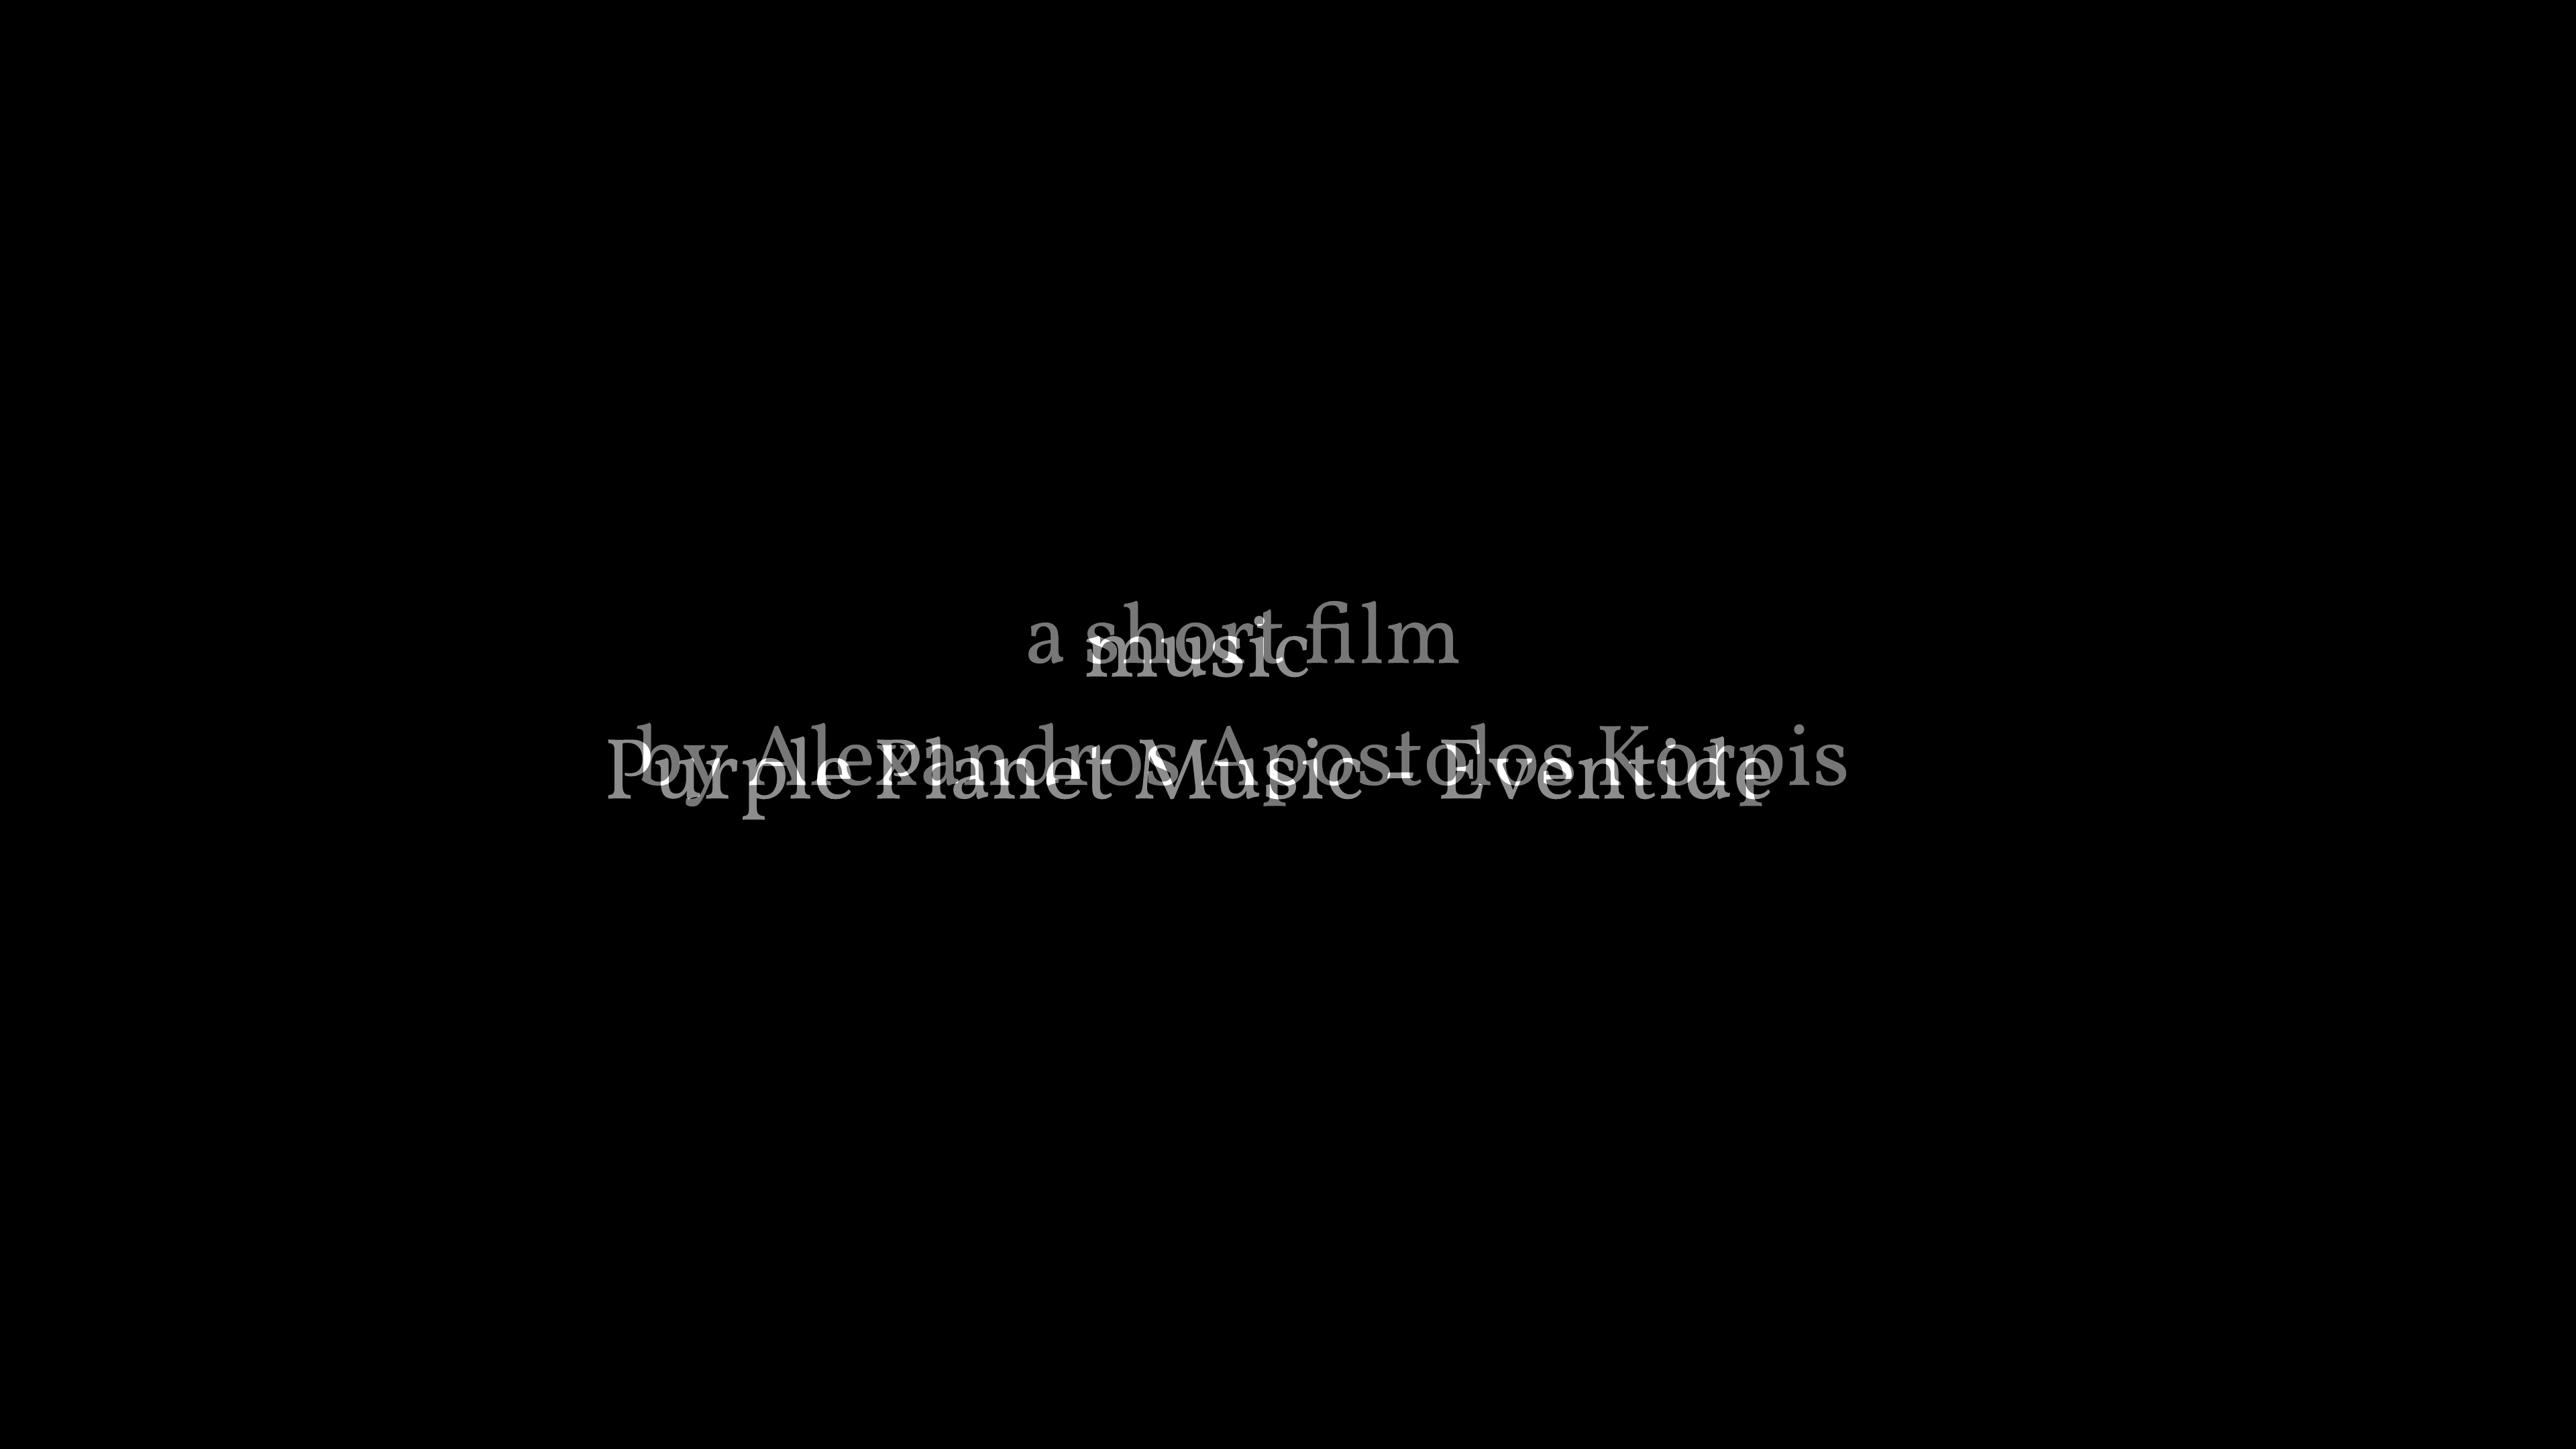 a short film
by Alexandros Apostolos Korpis
music
Purple Planet Music - Eventide